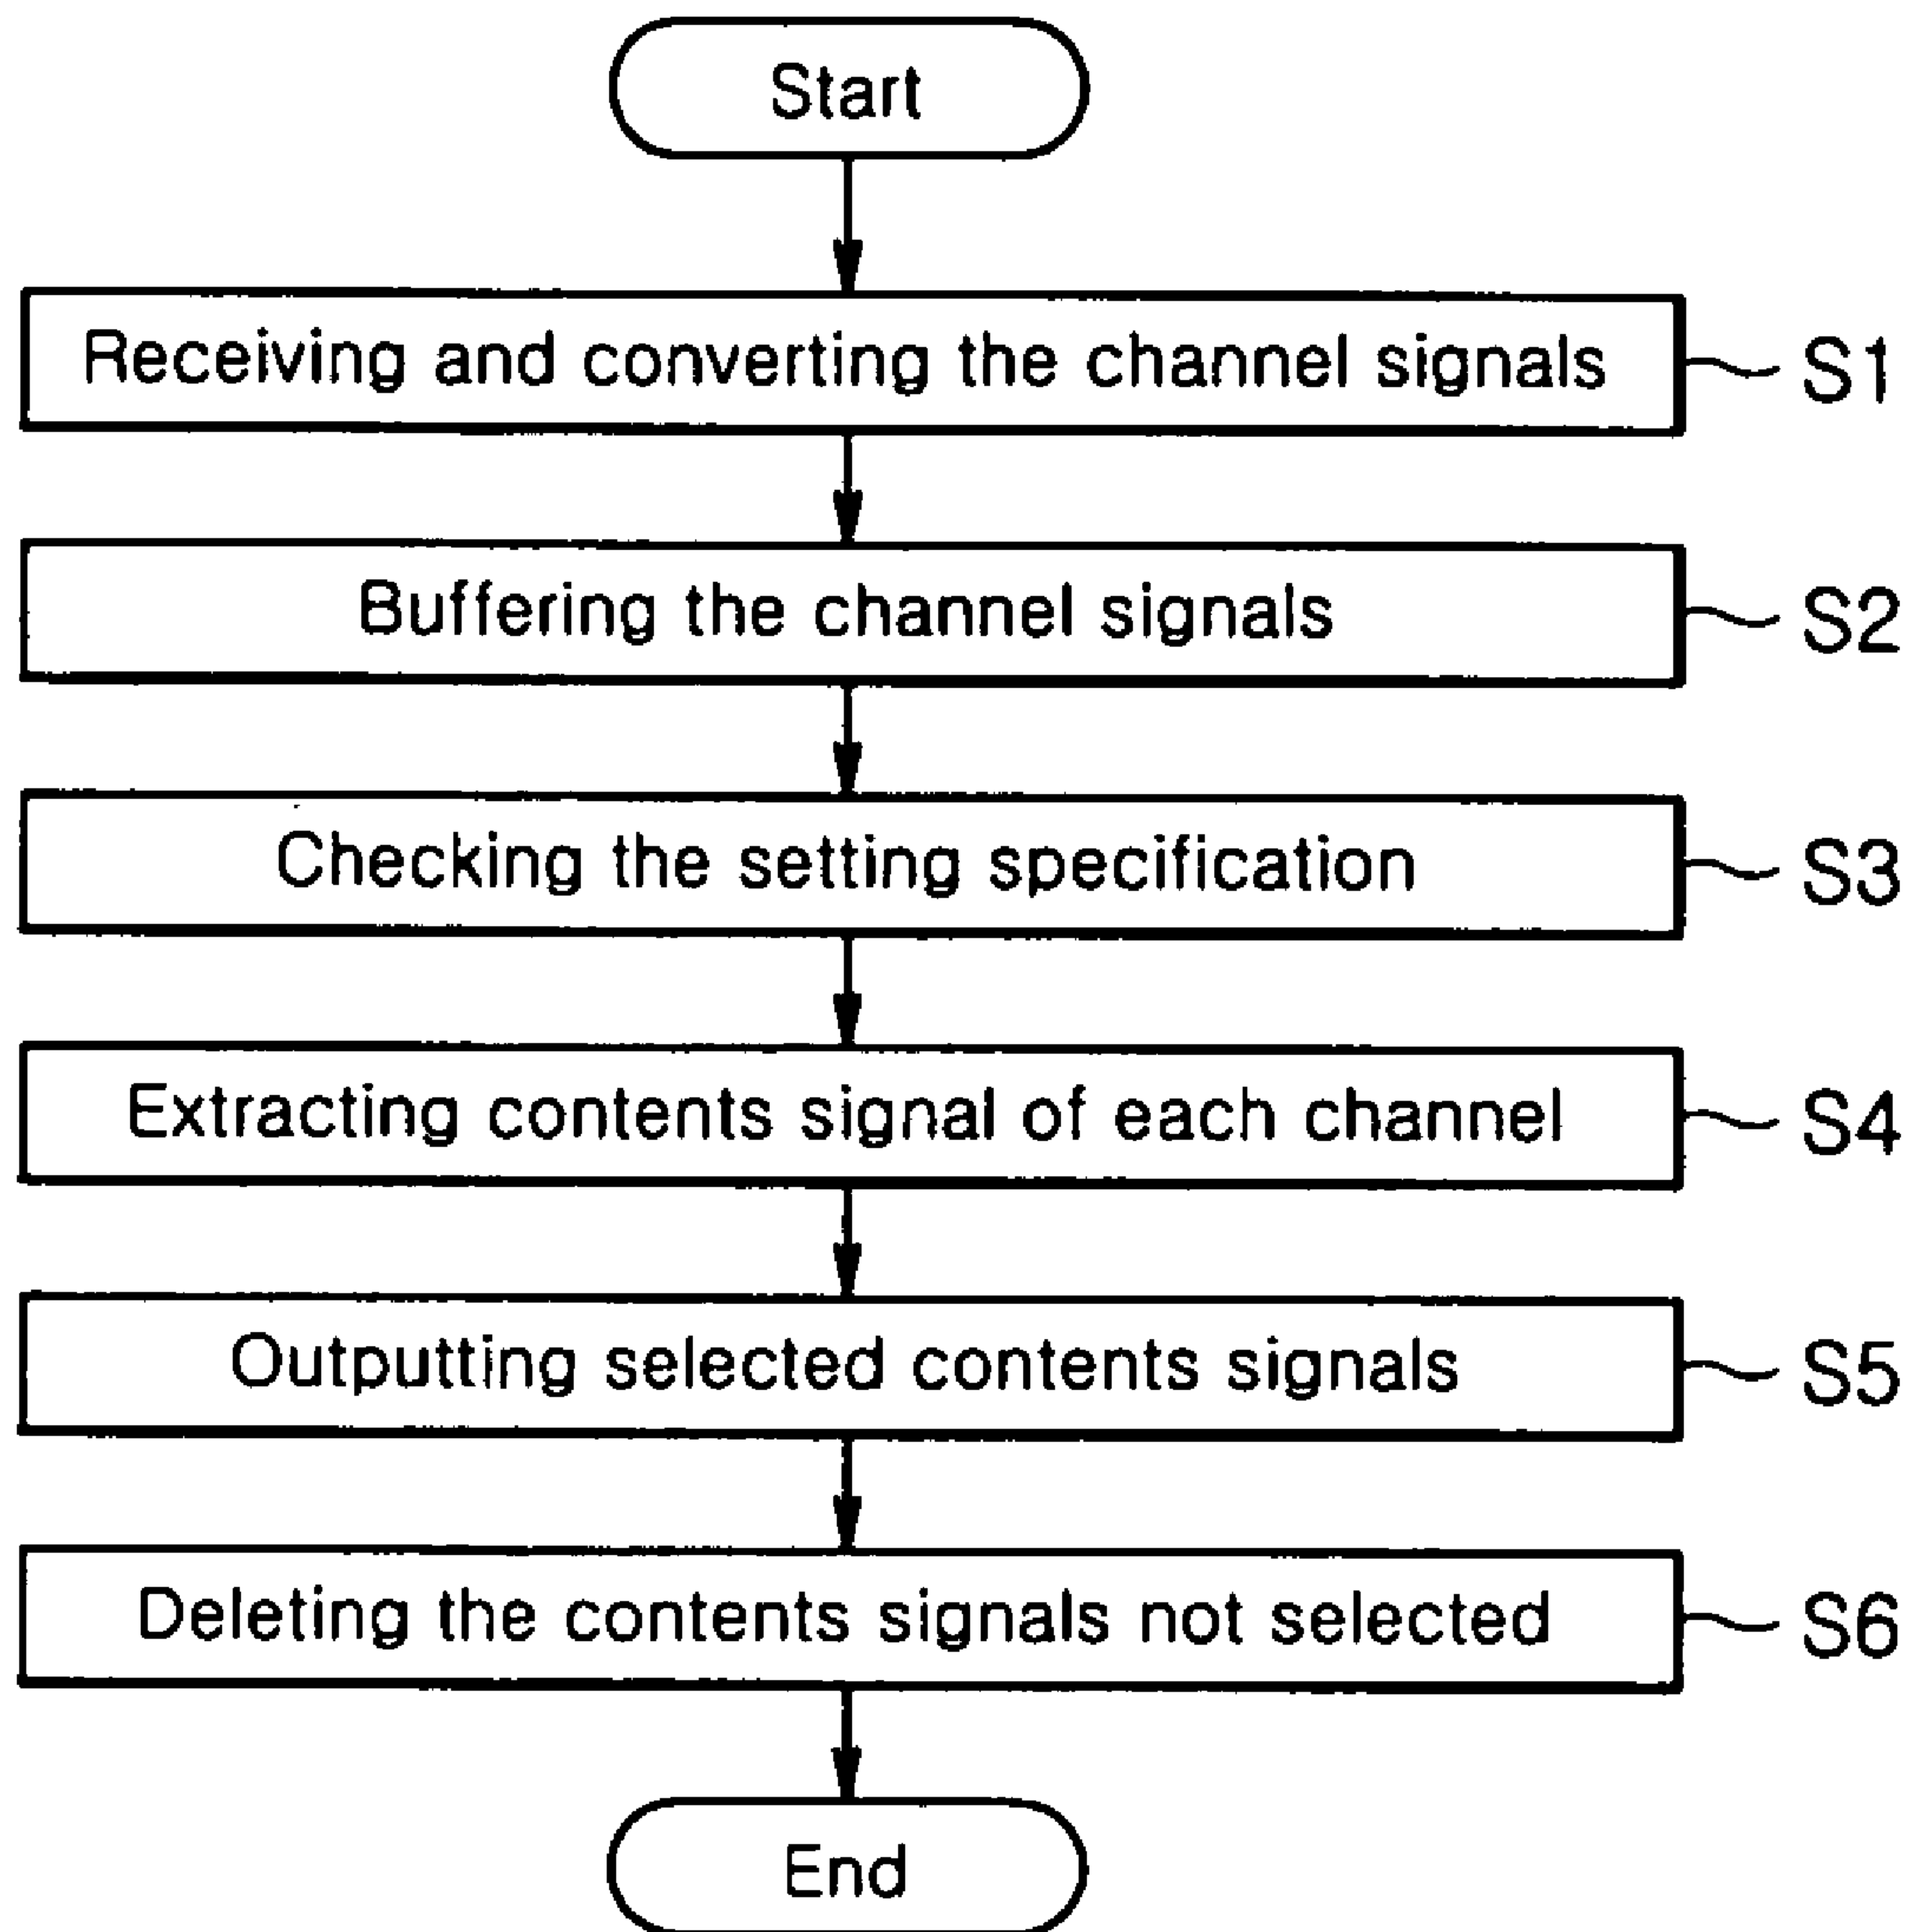 Start
Receiving and converting the channel signals
S1
Buffering the channel signals
S2
Checking the setting specification
S3
Extracting contents signal of each channel
S4
Outputting selected contents signals
S5
Deleting the contents signals not selected
S6
End